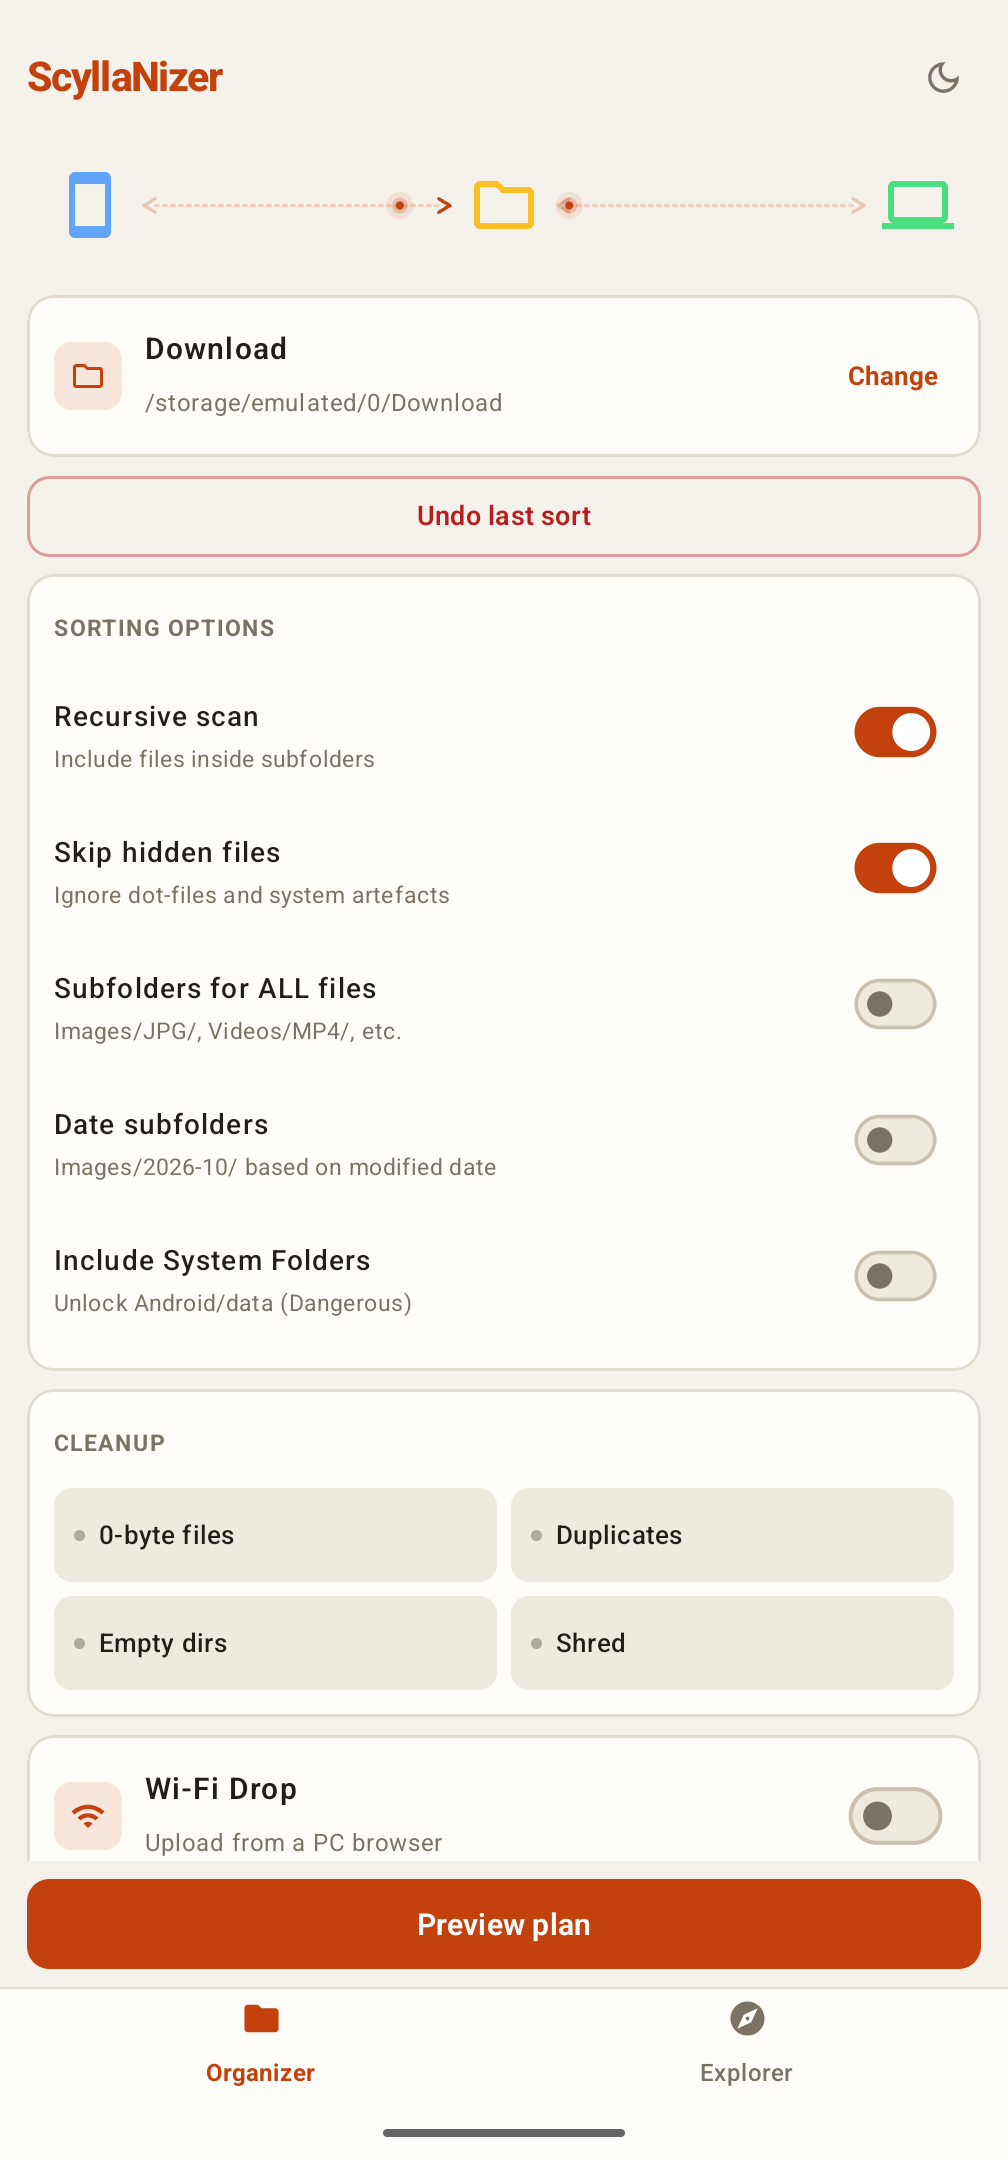 ScyllaNizer
Download
/storage/emulated/0/Download
Change
Undo last sort
SORTING OPTIONS
Recursive scan
Include files inside subfolders
Skip hidden files
Ignore dot-files and system artefacts
Subfolders for ALL files
Images/JPG/, Videos/MP4/, etc.
Date subfolders
Images/2026-10/ based on modified date
Include System Folders
Unlock Android/data (Dangerous)
CLEANUP
0-byte files
Duplicates
Empty dirs
Shred
Wi-Fi Drop
Upload from a PC browser
Preview plan
Organizer
Explorer